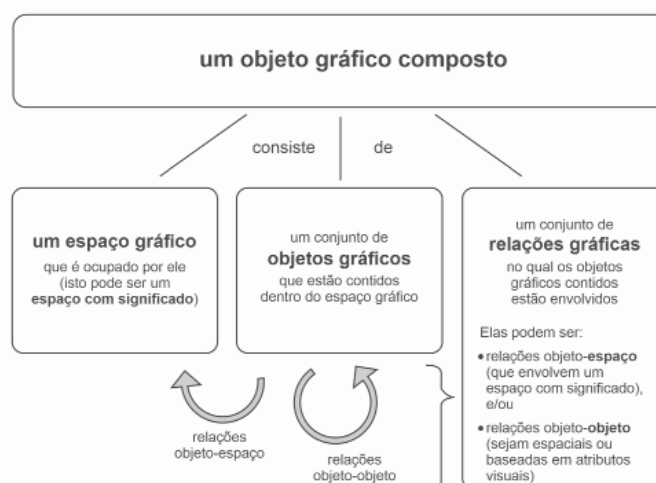 um objeto gráfico composto
consiste de
um espaço gráfico
que é ocupado por ele
(isto pode ser um
espaço com significado)
um conjunto de
objetos gráficos
que estão contidos
dentro do espaço gráfico
um conjunto de
relações gráficas
no qual os objetos
gráficos contidos
estão envolvidos
Elas podem ser:
• relações objeto-espaço
(que envolvem um
espaço com significado),
e/ou
• relações objeto-objeto
(sejam espaciais ou
baseadas em atributos
visuais)
relações
objeto-espaço
relações
objeto-objeto